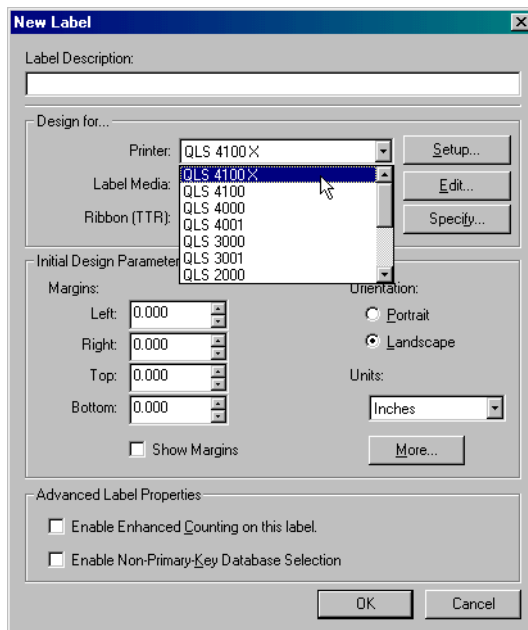 New Label
Label Description:
Design for...
Printer: QLS 4100X Setup...
QLS 4100X
Label Media: QLS 4100 Edit...
QLS 4000
Ribbon (TTR): QLS 4001 Specify...
QLS 3000
QLS 3001
Initial Design Parameter QLS 2000
Margins: Orientation:
Left: 0.000 Portrait
Right: 0.000 Landscape
Top: 0.000 Units:
Bottom: 0.000 Inches
Show Margins More...
Advanced Label Properties
Enable Enhanced Counting on this label.
Enable Non-Primary-Key Database Selection
OK Cancel